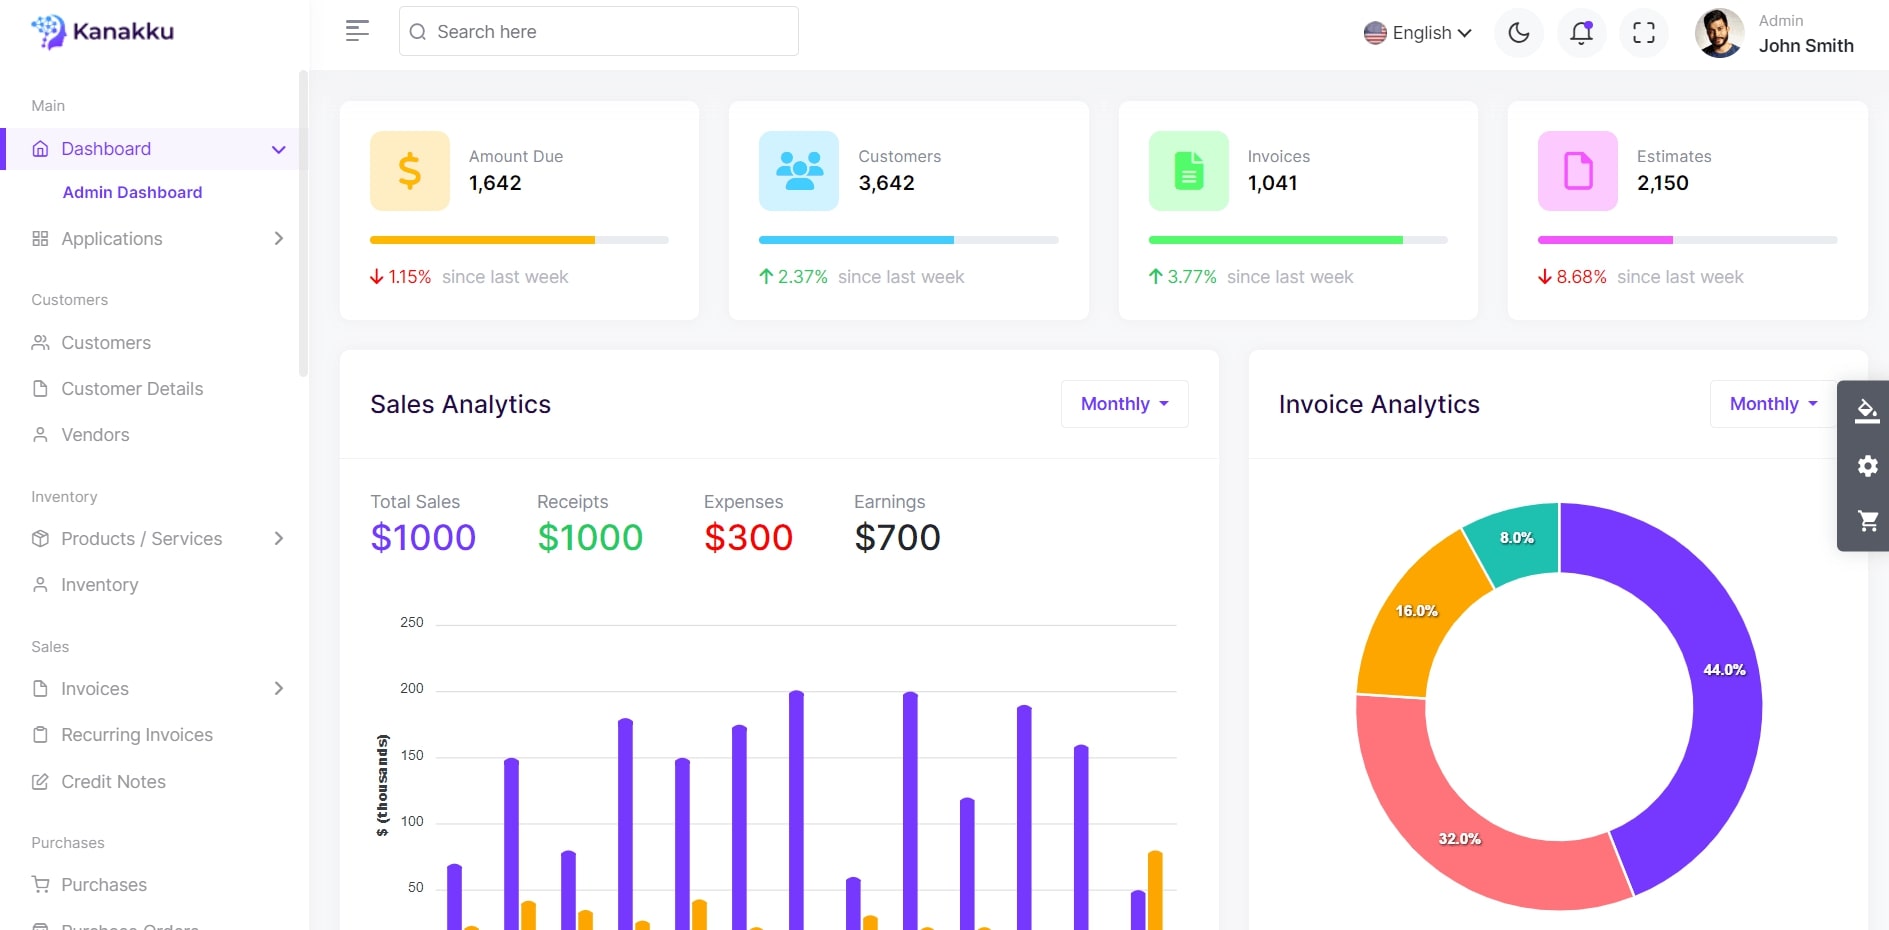 Kanakku
Search here
English
Admin
John Smith
Main
Dashboard
Admin Dashboard
Applications
Customers
Customers
Customer Details
Vendors
Inventory
Products / Services
Inventory
Sales
Invoices
Recurring Invoices
Credit Notes
Purchases
Purchases
Purchase Orders
Amount Due
1,642
1.15% since last week
Customers
3,642
2.37% since last week
Invoices
1,041
3.77% since last week
Estimates
2,150
8.68% since last week
Sales Analytics
Monthly
Total Sales
$1000
Receipts
$1000
Expenses
$300
Earnings
$700
250
200
150
100
50
$ (thousands)
Invoice Analytics
Monthly
8.0%
16.0%
44.0%
32.0%